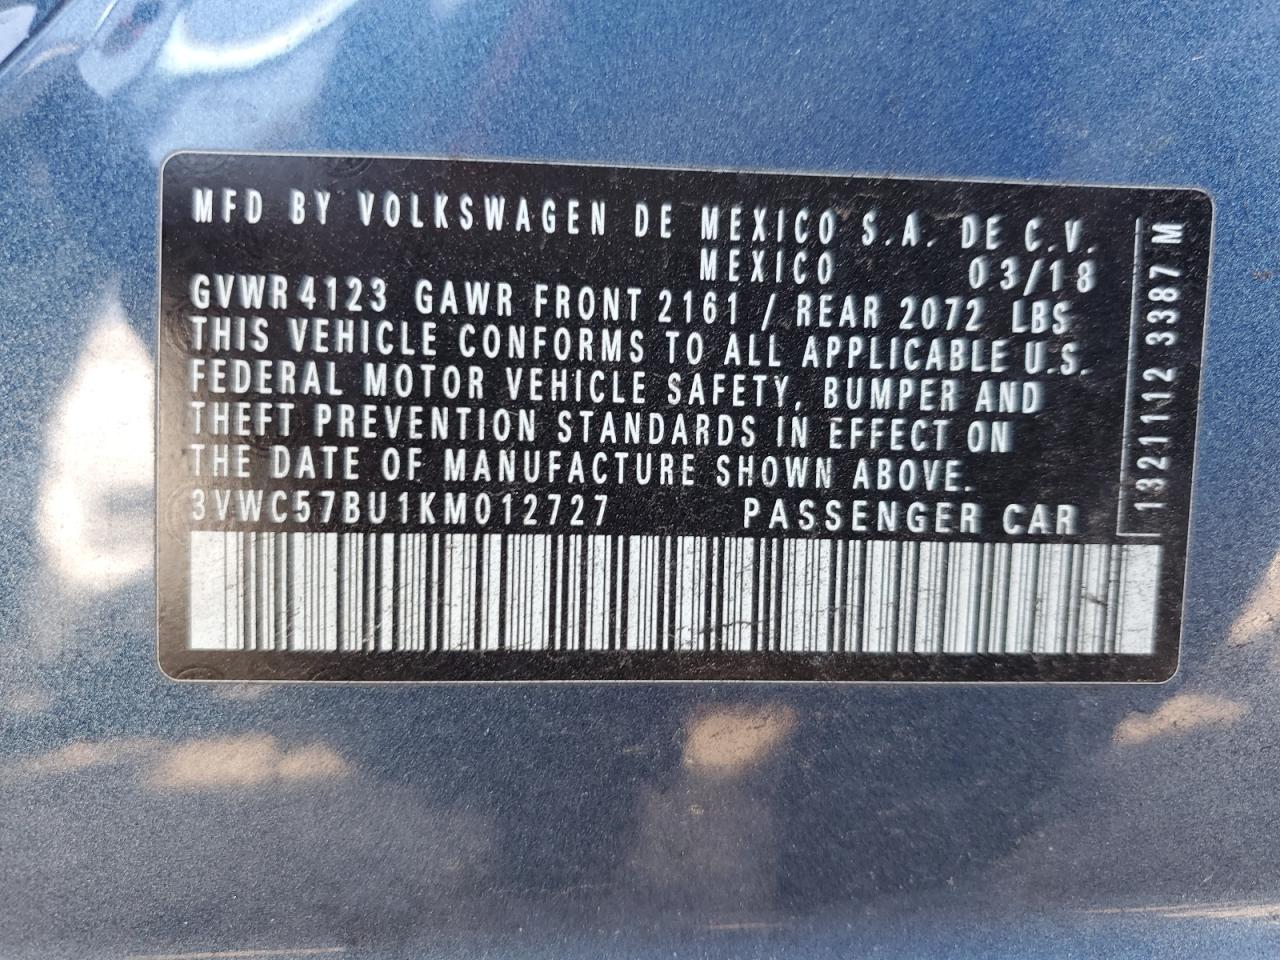 MFD BY VOLKSWAGEN DE MEXICO S.A. DE C.V.
MEXICO 03/18
GVWR 4123 GAWR FRONT 2161 / REAR 2072 LBS
THIS VEHICLE CONFORMS TO ALL APPLICABLE U.S.
FEDERAL MOTOR VEHICLE SAFETY, BUMPER AND
THEFT PREVENTION STANDARDS IN EFFECT ON
THE DATE OF MANUFACTURE SHOWN ABOVE.
3VWC57BU1KM012727 PASSENGER CAR
1321112 3387 M